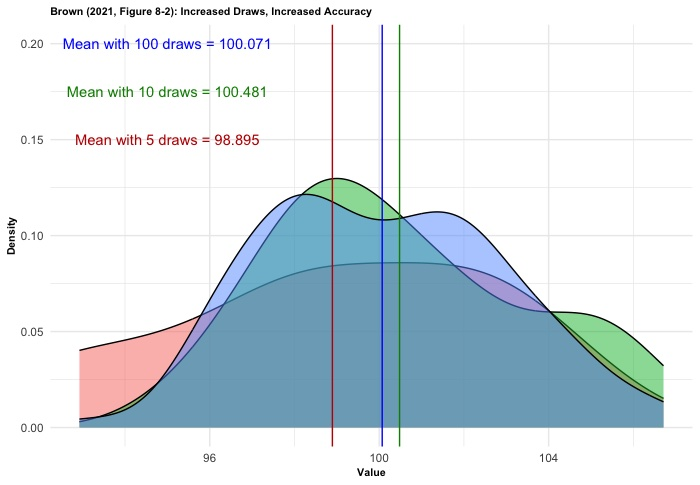 Brown (2021, Figure 8-2): Increased Draws, Increased Accuracy
0.20
Mean with 100 draws = 100.071
Mean with 10 draws = 100.481
0.15
Mean with 5 draws = 98.895
0.10
Density
0.05
0.00
96
100
104
Value